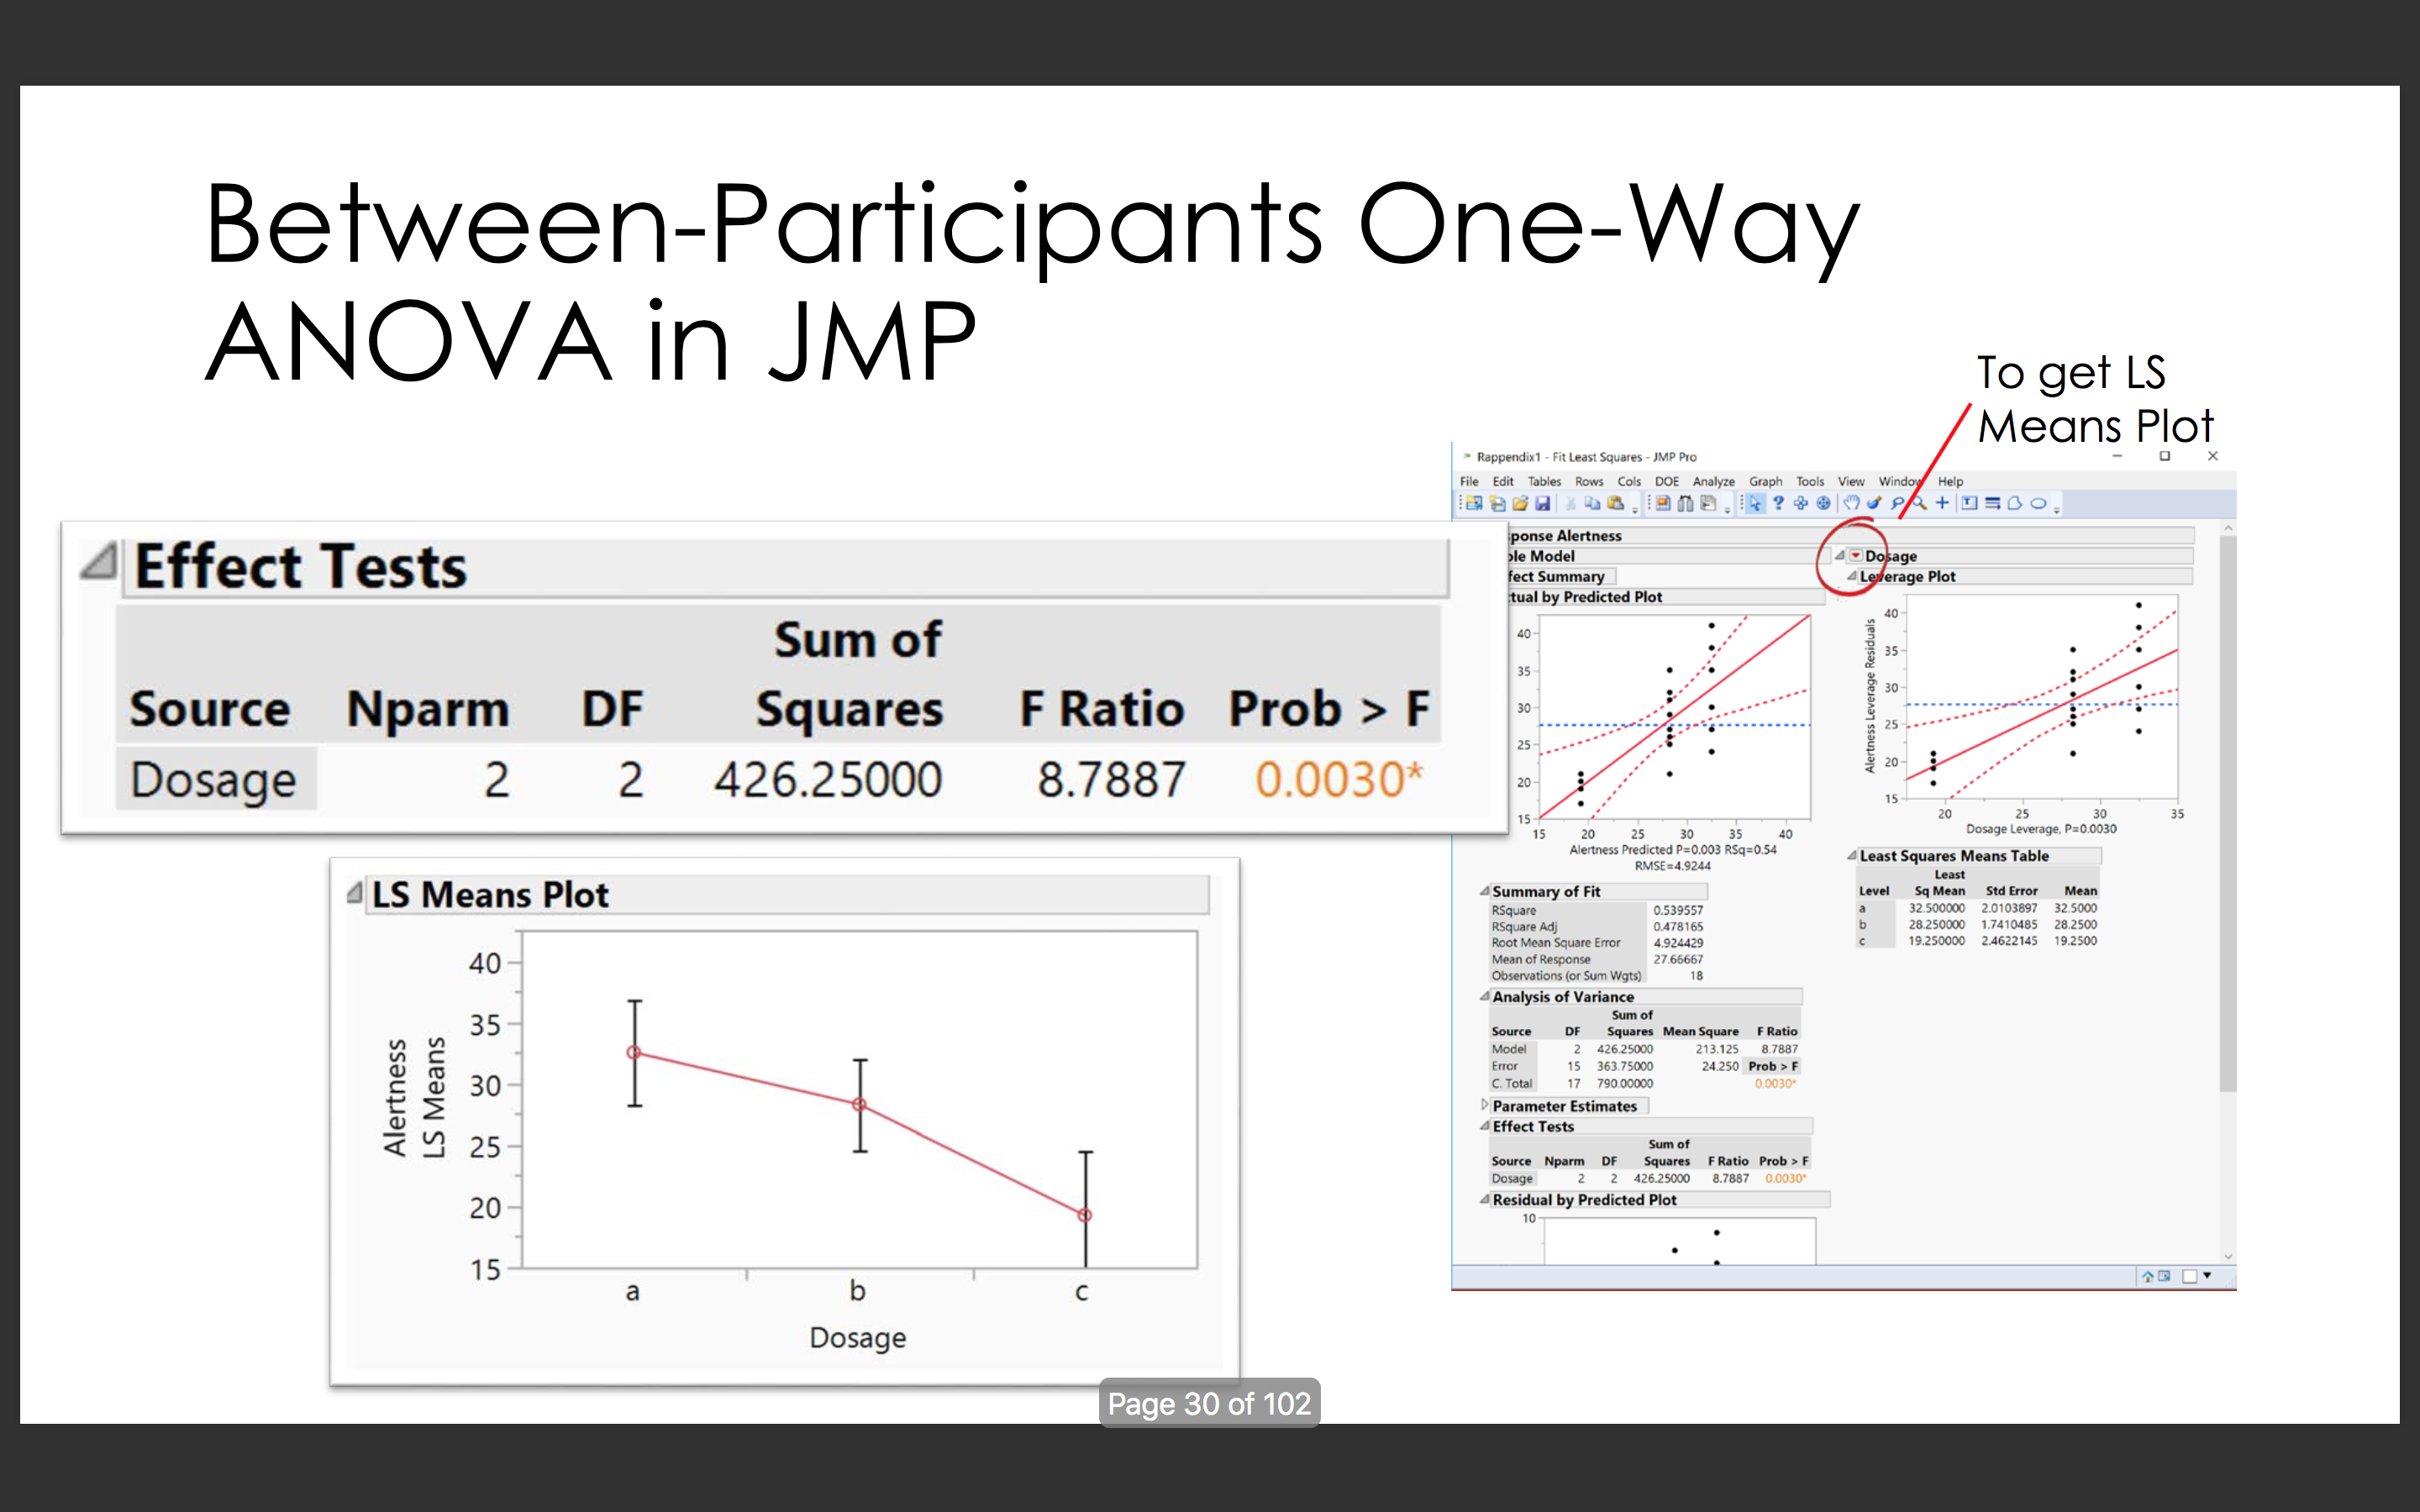 Between-Participants One-Way
ANOVA in JMP
To get LS
Means Plot
Effect Tests
Sum of
Source Nparm DF Squares F Ratio Prob > F
Dosage 2 2 426.25000 8.7887 0.0030*
LS Means Plot
40
35
30
25
20
15
Alertness
LS Means
a b c
Dosage
Rappendix1 - Fit Least Squares - JMP Pro
File Edit Tables Rows Cols DOE Analyze Graph Tools View Window Help
ponse Alertness
ole Model
fect Summary
tual by Predicted Plot
40
35
30
25
20
15
15 20 25 30 35 40
Alertness Predicted P=0.003 RSq=0.54
RMSE=4.9244
Summary of Fit
RSquare 0.539557
RSquare Adj 0.478165
Root Mean Square Error 4.924429
Mean of Response 27.66667
Observations (or Sum Wgts) 18
Analysis of Variance
Sum of
Source DF Squares Mean Square F Ratio
Model 2 426.25000 213.125 8.7887
Error 15 363.75000 24.250 Prob > F
C. Total 17 790.00000 0.0030*
Parameter Estimates
Effect Tests
Sum of
Source Nparm DF Squares F Ratio Prob > F
Dosage 2 2 426.25000 8.7887 0.0030*
Residual by Predicted Plot
10
Dosage
Leverage Plot
Alertness Leverage Residuals
40
35
30
25
20
15
20 25 30 35
Dosage Leverage, P=0.0030
Least Squares Means Table
Least
Level Sq Mean Std Error Mean
a 32.500000 2.0103897 32.5000
b 28.250000 1.7410485 28.2500
c 19.250000 2.4622145 19.2500
Page 30 of 102